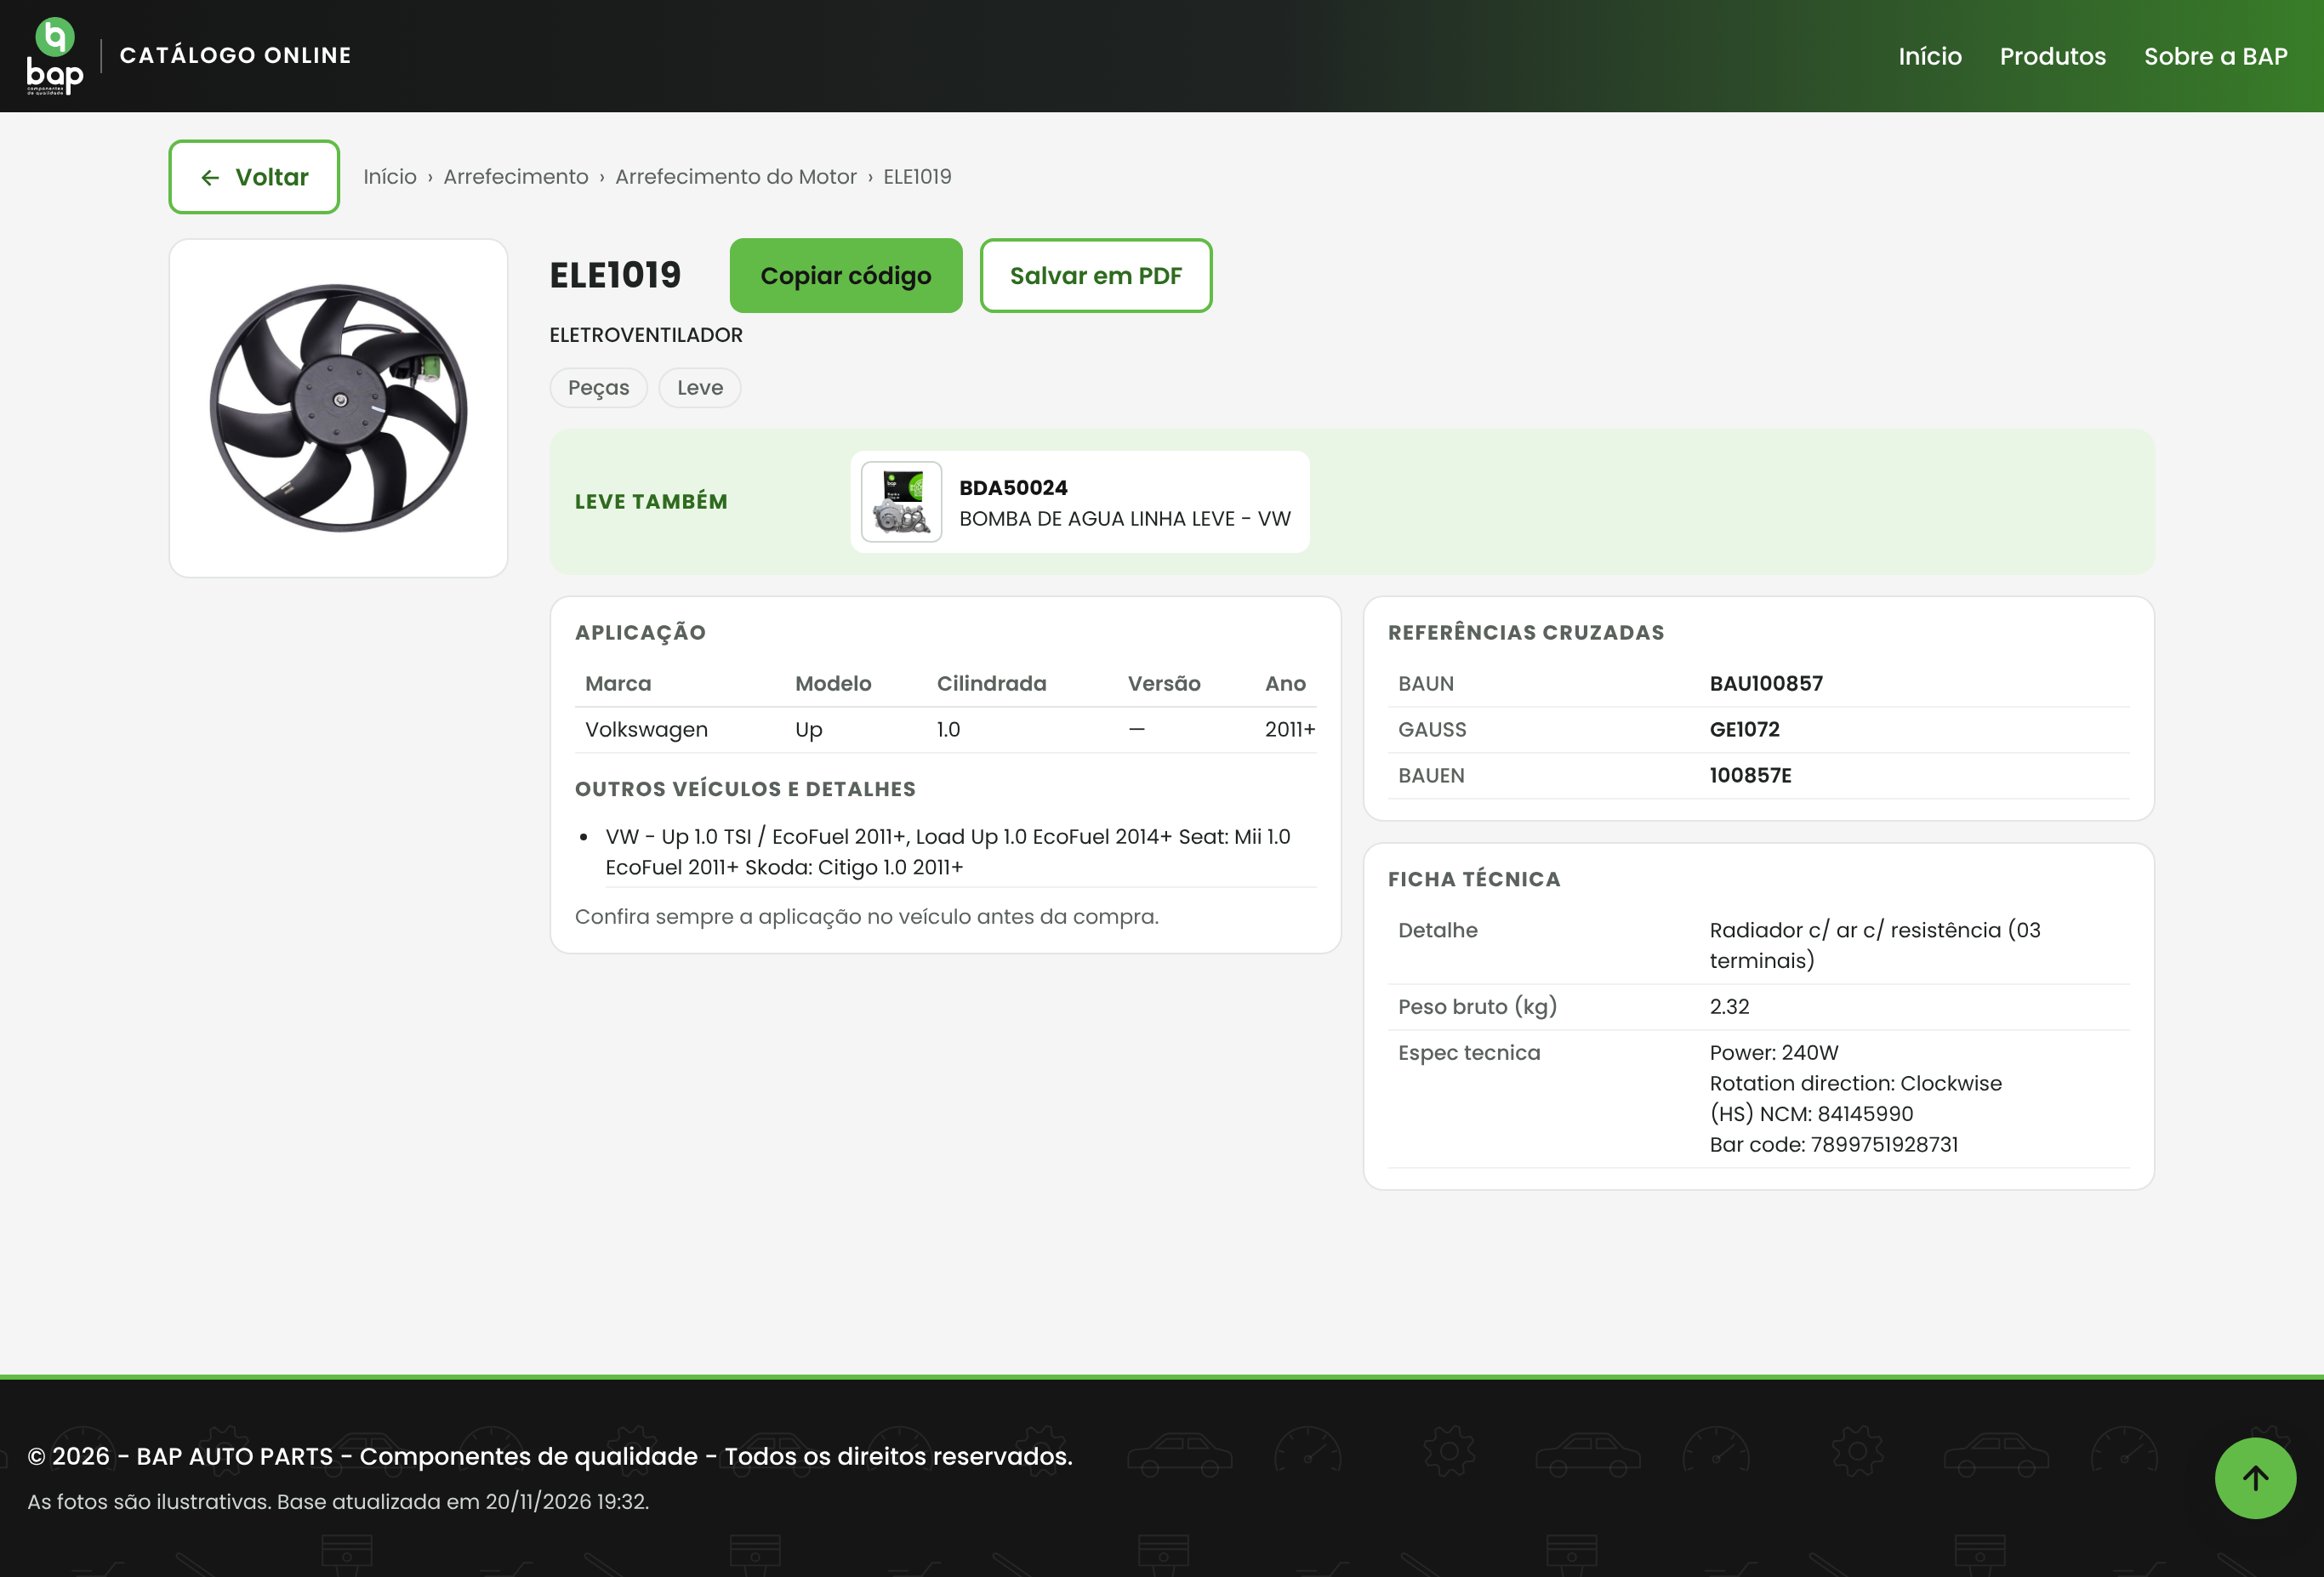 bap
componentes
de qualidade
CATÁLOGO ONLINE
Início
Produtos
Sobre a BAP
← Voltar
Início › Arrefecimento › Arrefecimento do Motor › ELE1019
ELE1019
Copiar código
Salvar em PDF
ELETROVENTILADOR
Peças
Leve
LEVE TAMBÉM
BDA50024
BOMBA DE AGUA LINHA LEVE - VW
APLICAÇÃO
Marca Modelo Cilindrada Versão Ano
Volkswagen Up 1.0 — 2011+
OUTROS VEÍCULOS E DETALHES
• VW - Up 1.0 TSI / EcoFuel 2011+, Load Up 1.0 EcoFuel 2014+ Seat: Mii 1.0
EcoFuel 2011+ Skoda: Citigo 1.0 2011+
Confira sempre a aplicação no veículo antes da compra.
REFERÊNCIAS CRUZADAS
BAUN BAU100857
GAUSS GE1072
BAUEN 100857E
FICHA TÉCNICA
Detalhe Radiador c/ ar c/ resistência (03
terminais)
Peso bruto (kg) 2.32
Espec tecnica Power: 240W
Rotation direction: Clockwise
(HS) NCM: 84145990
Bar code: 7899751928731
© 2026 - BAP AUTO PARTS - Componentes de qualidade - Todos os direitos reservados.
As fotos são ilustrativas. Base atualizada em 20/11/2026 19:32.